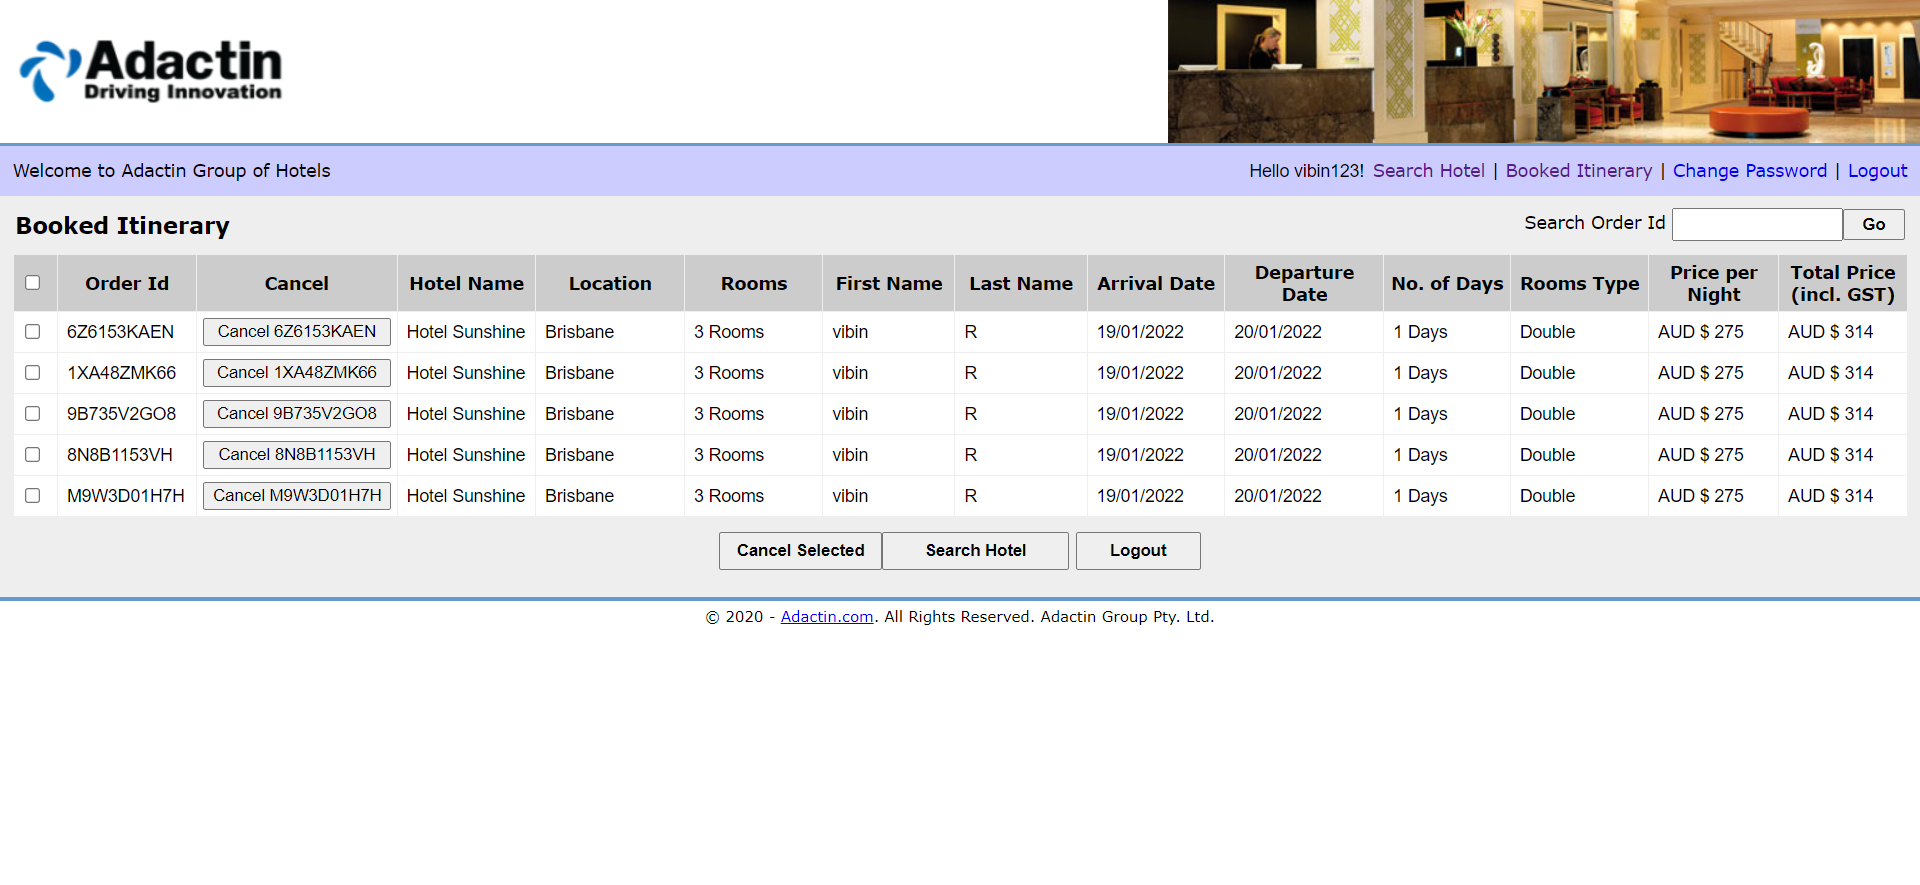 Adactin
Driving Innovation
Welcome to Adactin Group of Hotels
Hello vibin123! Search Hotel | Booked Itinerary | Change Password | Logout
Booked Itinerary
Search Order Id Go
Order Id Cancel Hotel Name Location Rooms First Name Last Name Arrival Date Departure Date No. of Days Rooms Type Price per Night Total Price (incl. GST)
6Z6153KAEN Cancel 6Z6153KAEN Hotel Sunshine Brisbane 3 Rooms vibin R 19/01/2022 20/01/2022 1 Days Double AUD $ 275 AUD $ 314
1XA48ZMK66 Cancel 1XA48ZMK66 Hotel Sunshine Brisbane 3 Rooms vibin R 19/01/2022 20/01/2022 1 Days Double AUD $ 275 AUD $ 314
9B735V2GO8 Cancel 9B735V2GO8 Hotel Sunshine Brisbane 3 Rooms vibin R 19/01/2022 20/01/2022 1 Days Double AUD $ 275 AUD $ 314
8N8B1153VH Cancel 8N8B1153VH Hotel Sunshine Brisbane 3 Rooms vibin R 19/01/2022 20/01/2022 1 Days Double AUD $ 275 AUD $ 314
M9W3D01H7H Cancel M9W3D01H7H Hotel Sunshine Brisbane 3 Rooms vibin R 19/01/2022 20/01/2022 1 Days Double AUD $ 275 AUD $ 314
Cancel Selected Search Hotel Logout
© 2020 - Adactin.com. All Rights Reserved. Adactin Group Pty. Ltd.